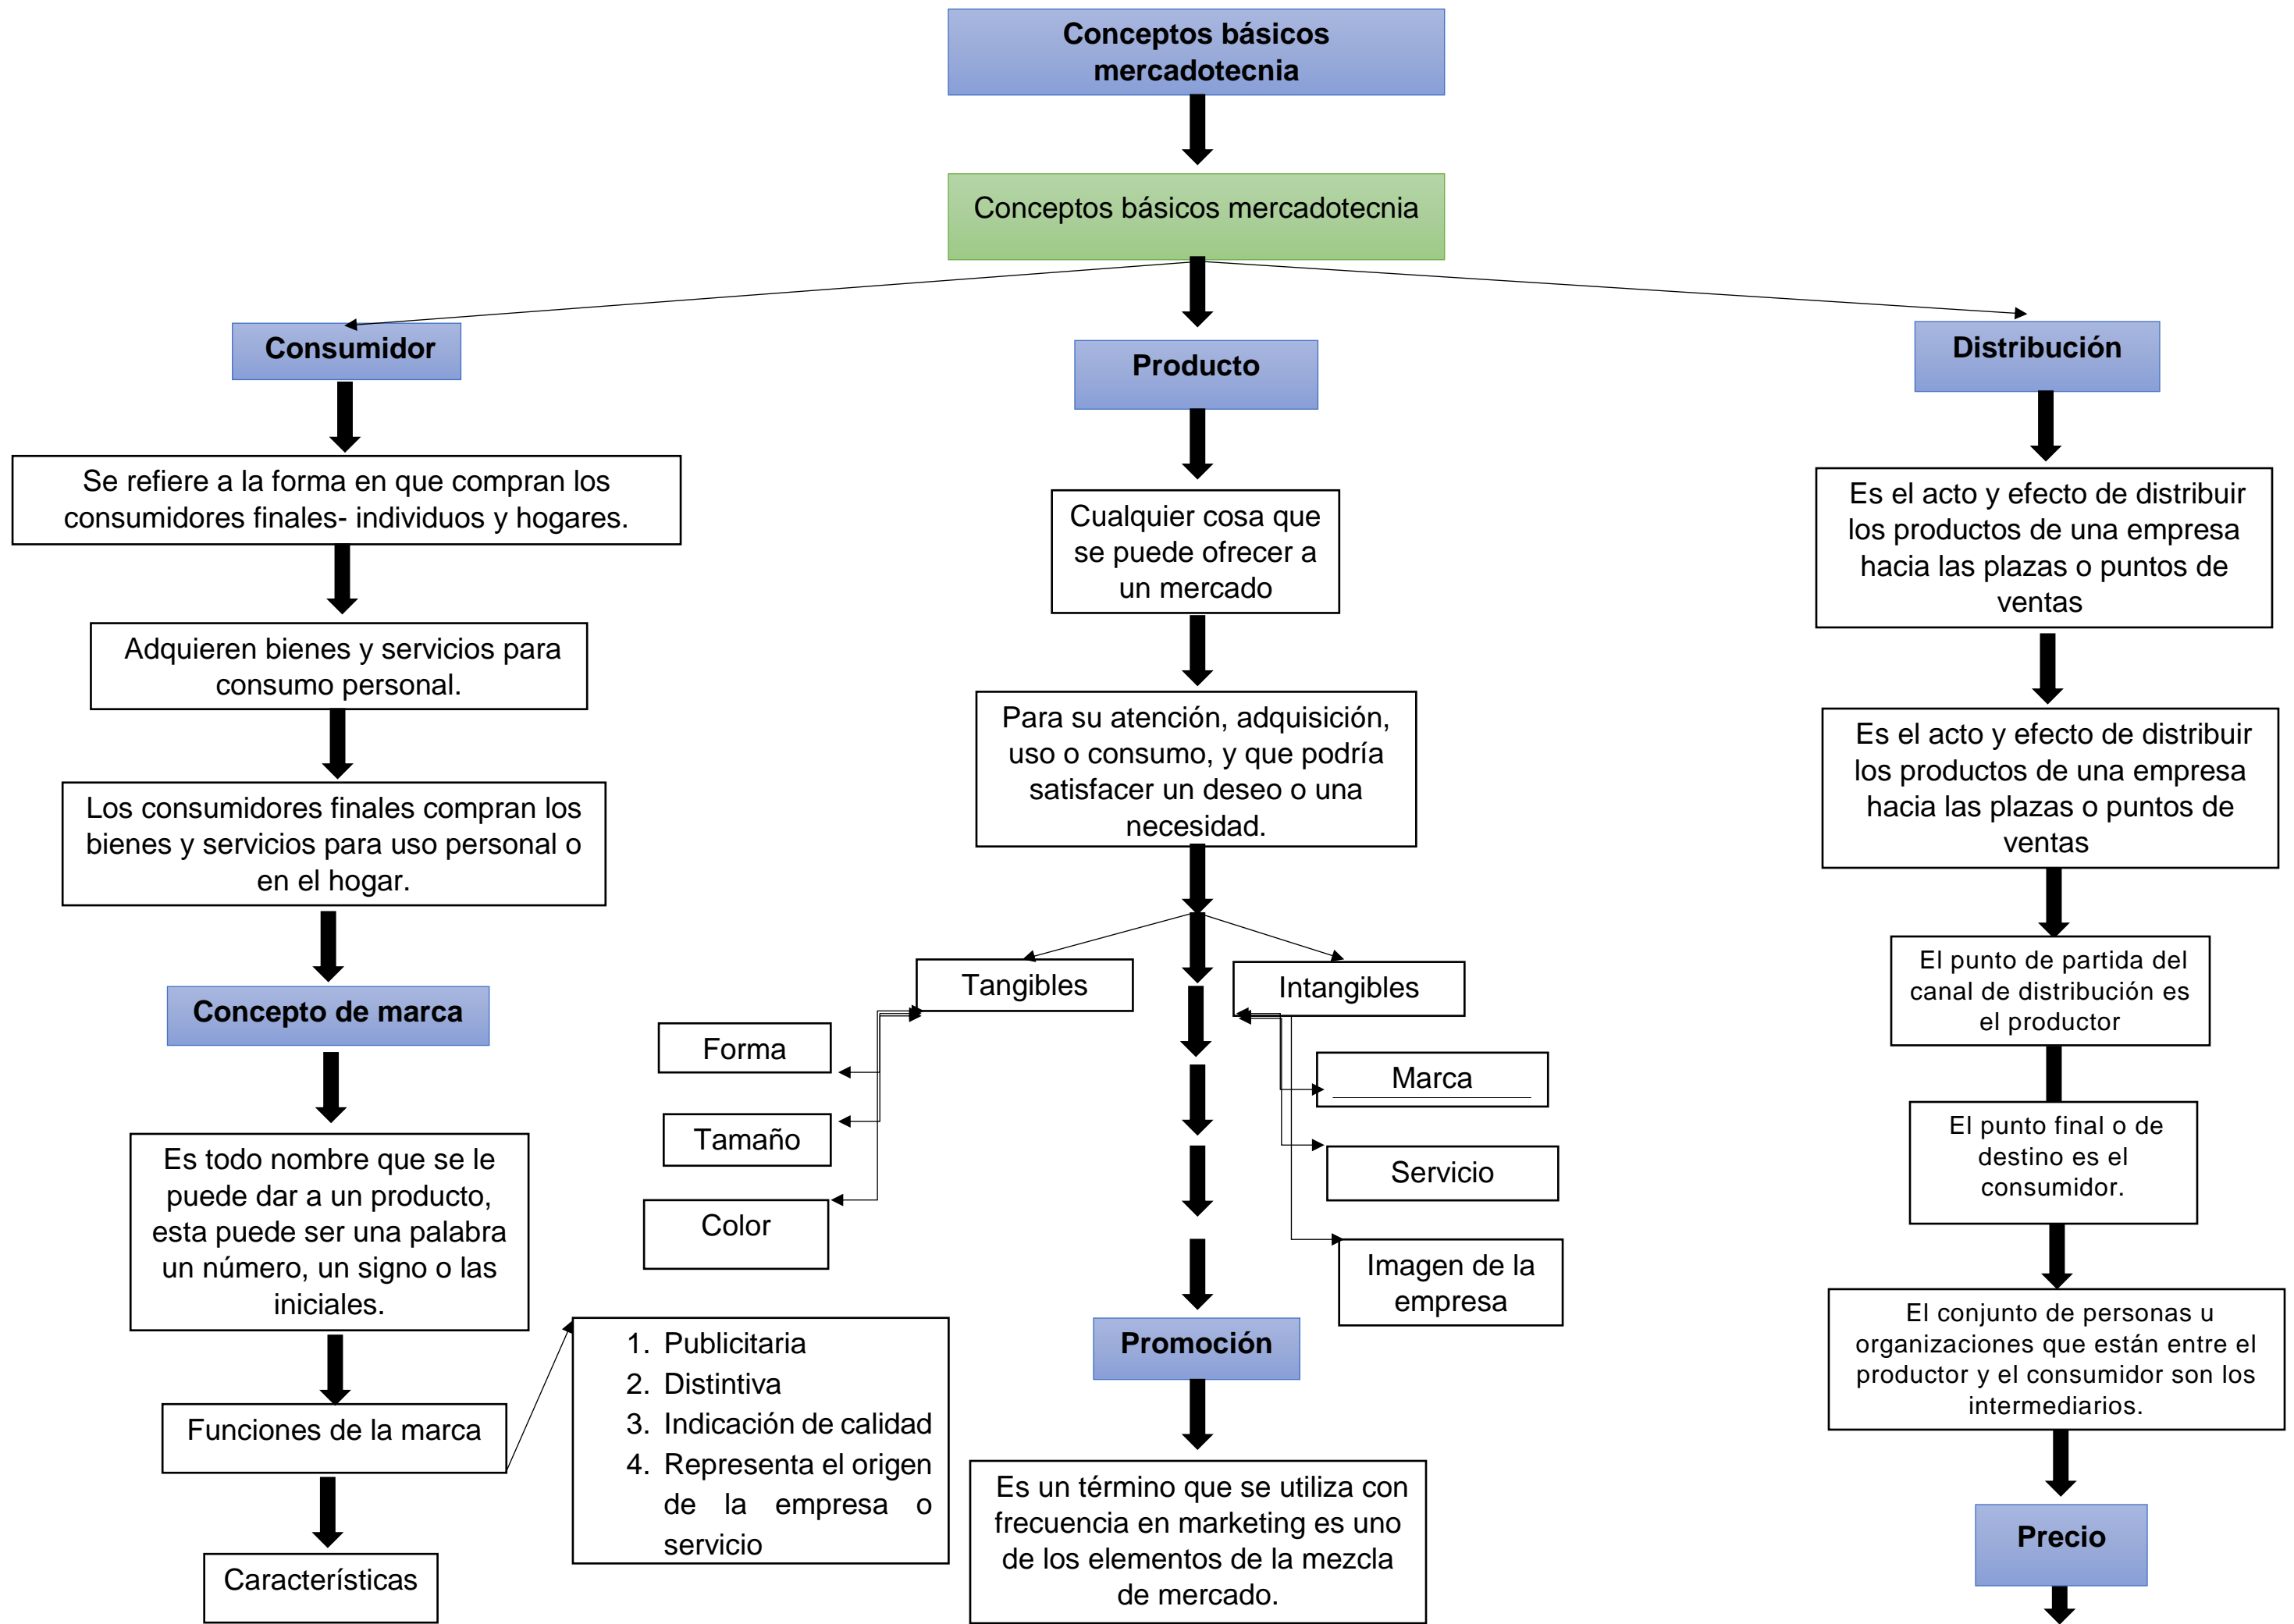 Conceptos básicos
mercadotecnia
Conceptos básicos mercadotecnia
Consumidor
Se refiere a la forma en que compran los
consumidores finales- individuos y hogares.
Adquieren bienes y servicios para
consumo personal.
Los consumidores finales compran los
bienes y servicios para uso personal o
en el hogar.
Concepto de marca
Es todo nombre que se le
puede dar a un producto,
esta puede ser una palabra
un número, un signo o las
iniciales.
Funciones de la marca
1. Publicitaria
2. Distintiva
3. Indicación de calidad
4. Representa el origen
de la empresa o
servicio
Características
Producto
Cualquier cosa que
se puede ofrecer a
un mercado
Para su atención, adquisición,
uso o consumo, y que podría
satisfacer un deseo o una
necesidad.
Tangibles
Forma
Tamaño
Color
Intangibles
Marca
Servicio
Imagen de la
empresa
Promoción
Es un término que se utiliza con
frecuencia en marketing es uno
de los elementos de la mezcla
de mercado.
Distribución
Es el acto y efecto de distribuir
los productos de una empresa
hacia las plazas o puntos de
ventas
Es el acto y efecto de distribuir
los productos de una empresa
hacia las plazas o puntos de
ventas
El punto de partida del
canal de distribución es
el productor
El punto final o de
destino es el
consumidor.
El conjunto de personas u
organizaciones que están entre el
productor y el consumidor son los
intermediarios.
Precio